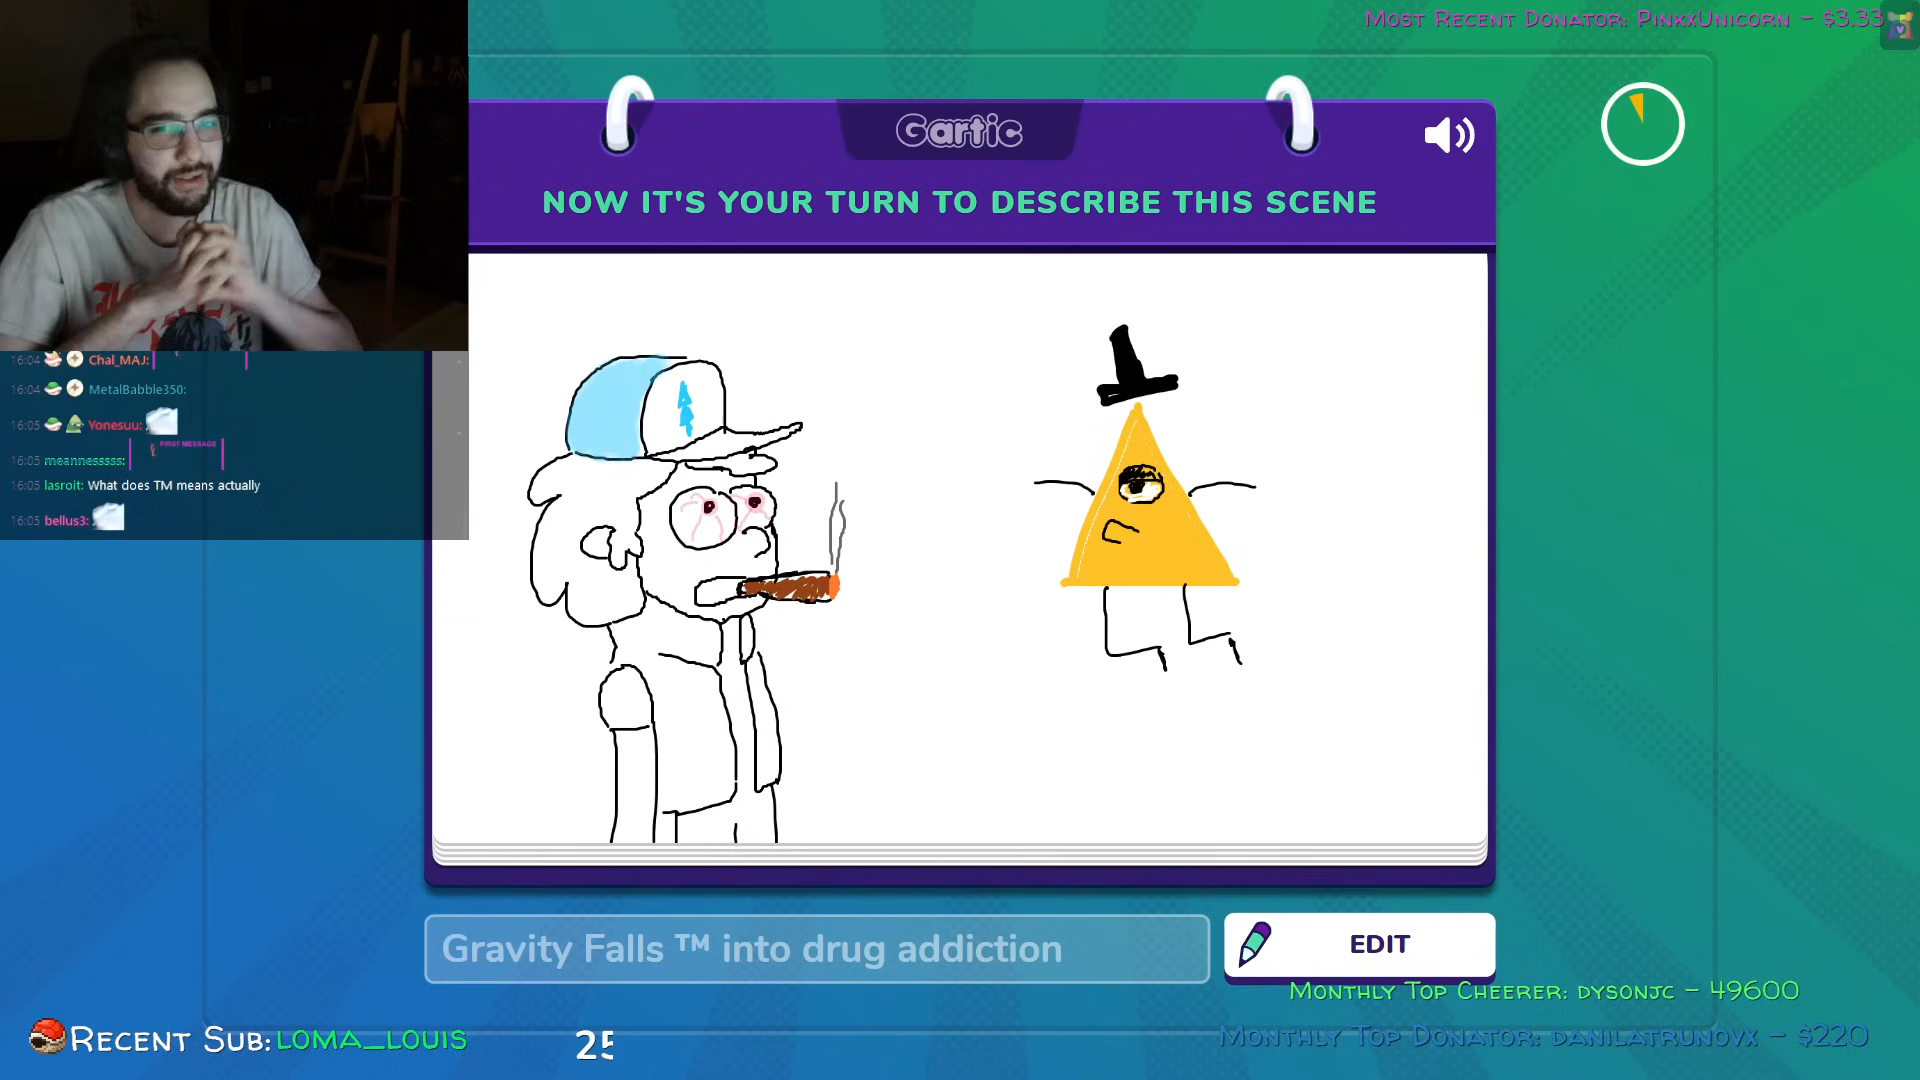 Most Recent Donator: PinkxUnicorn - $3.33
Gartic
NOW IT'S YOUR TURN TO DESCRIBE THIS SCENE
16:04 Chal_MAJ:
16:04 MetalBabble350:
16:05 Yonesuu:
FIRST MESSAGE
16:05 meannesssss:
16:05 lasroit: What does TM means actually
16:05 bellus3:
Gravity Falls ™ into drug addiction
EDIT
Monthly Top Cheerer: dysonjc - 49600
Recent Sub: loma_louis
25
Monthly Top Donator: danilatrunovx - $220